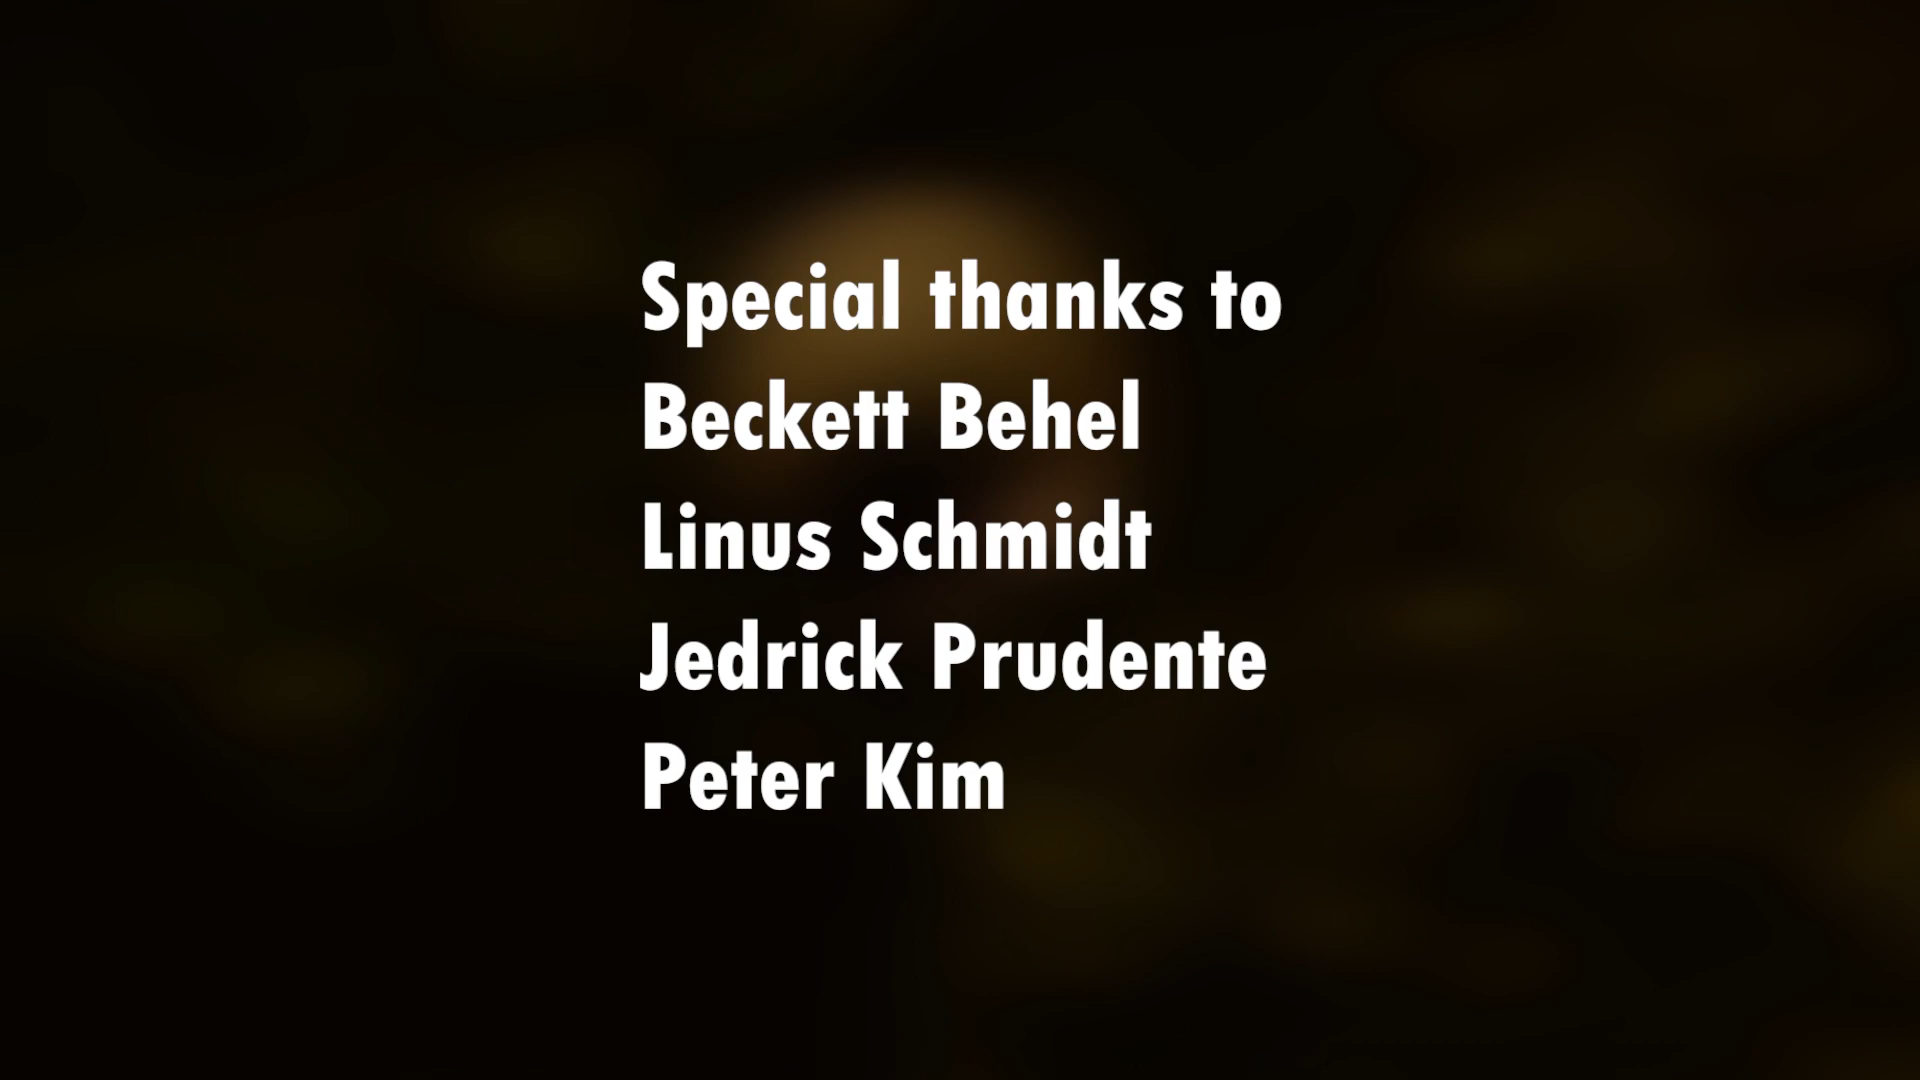 Special thanks to
Beckett Behel
Linus Schmidt
Jedrick Prudente
Peter Kim